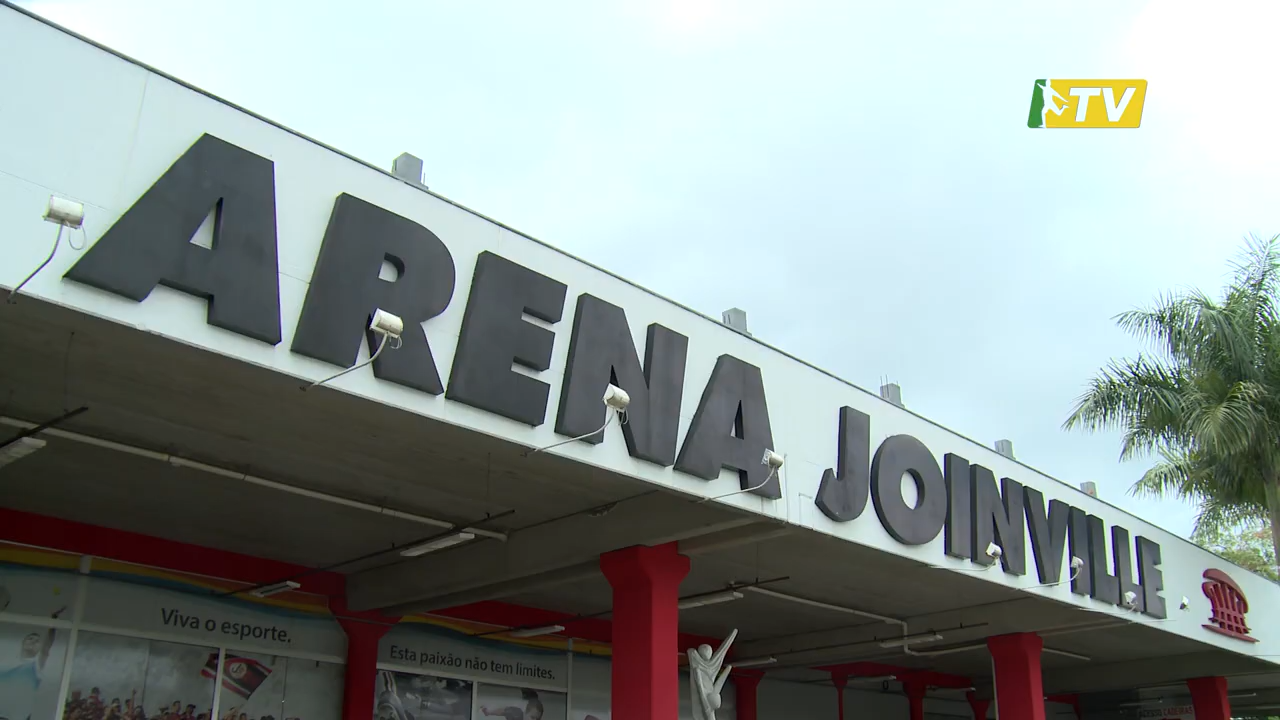 TV
ARENA JOINVILLE
Viva o esporte.
Esta paixão não tem limites.